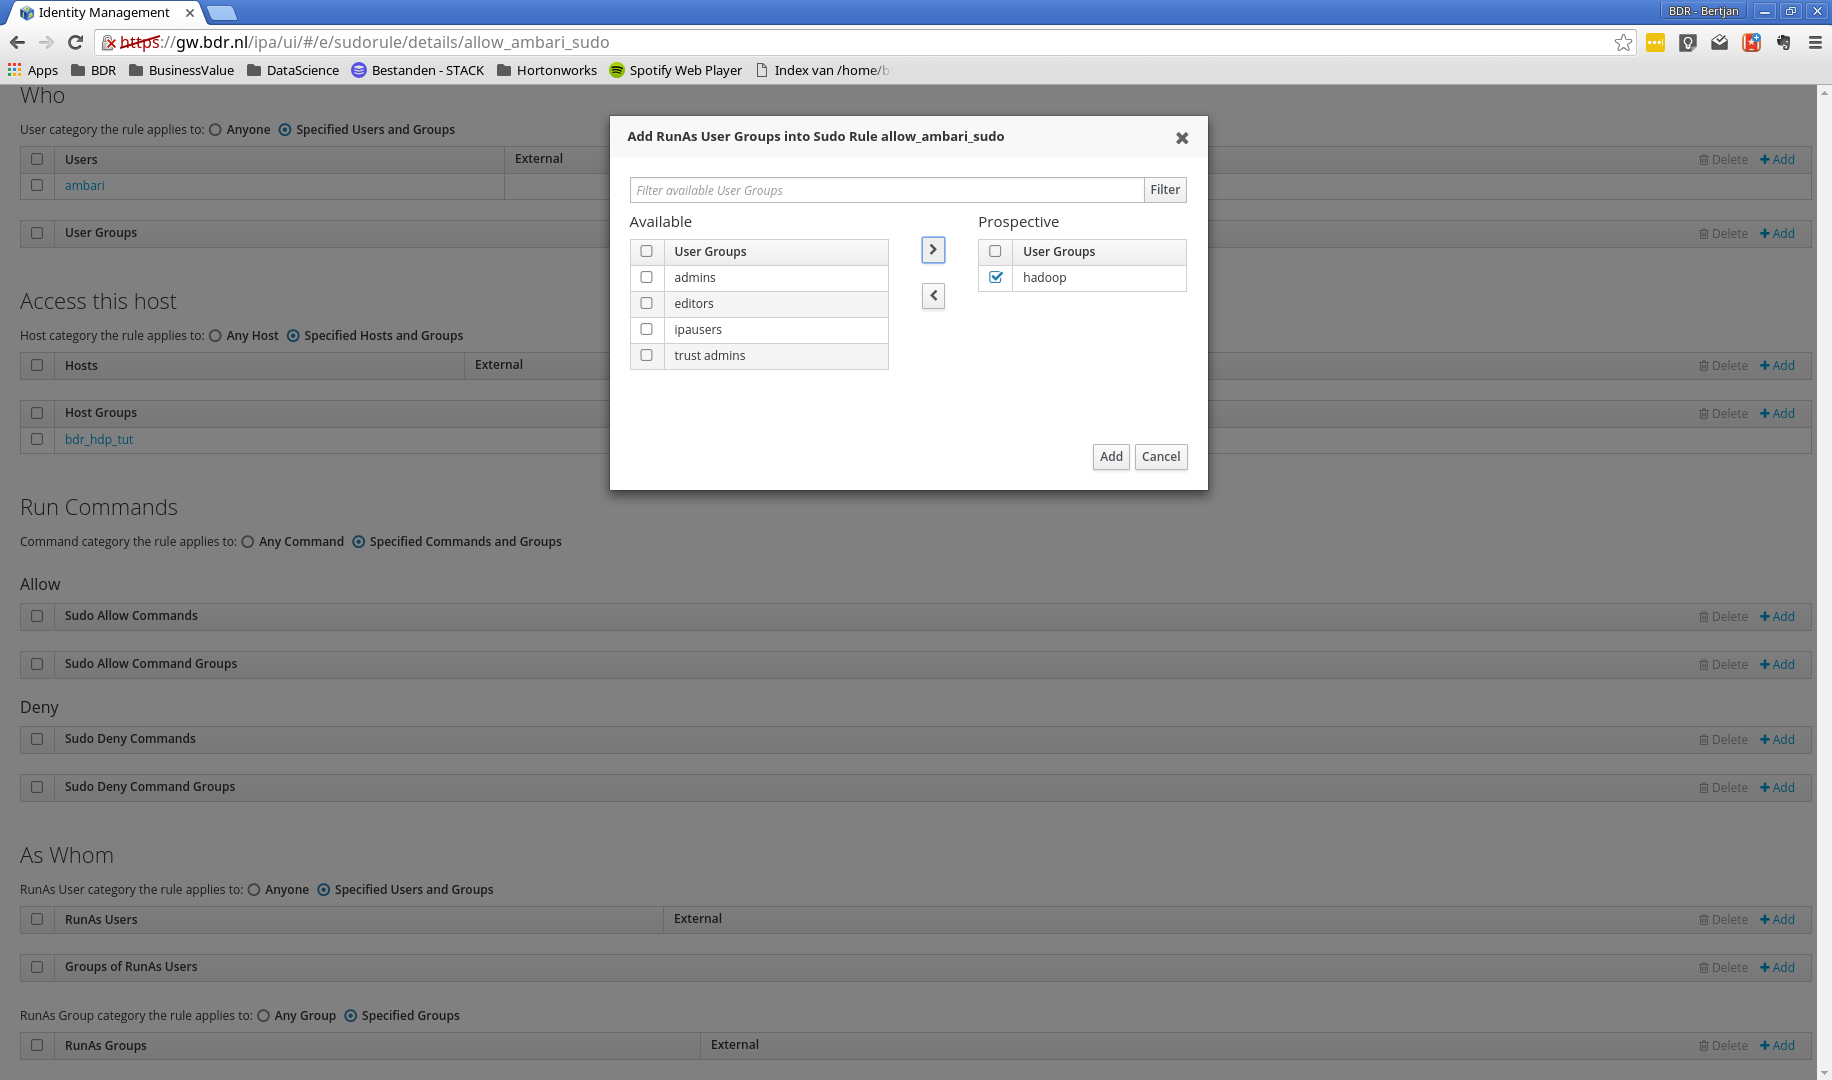 Identity Management
BDR - Bertjan
https://gw.bdr.nl/ipa/ui/#/e/sudorule/details/allow_ambari_sudo
Apps BDR BusinessValue DataScience Bestanden - STACK Hortonworks Spotify Web Player Index van /home/b
Who
User category the rule applies to: Anyone Specified Users and Groups
Users External Delete Add
ambari
User Groups Delete Add
Access this host
Host category the rule applies to: Any Host Specified Hosts and Groups
Hosts External Delete Add
Host Groups Delete Add
bdr_hdp_tut
Run Commands
Command category the rule applies to: Any Command Specified Commands and Groups
Allow
Sudo Allow Commands Delete Add
Sudo Allow Command Groups Delete Add
Deny
Sudo Deny Commands Delete Add
Sudo Deny Command Groups Delete Add
As Whom
RunAs User category the rule applies to: Anyone Specified Users and Groups
RunAs Users External Delete Add
Groups of RunAs Users Delete Add
RunAs Group category the rule applies to: Any Group Specified Groups
RunAs Groups External Delete Add
Add RunAs User Groups into Sudo Rule allow_ambari_sudo
Filter available User Groups Filter
Available
User Groups
admins
editors
ipausers
trust admins
Prospective
User Groups
hadoop
Add Cancel